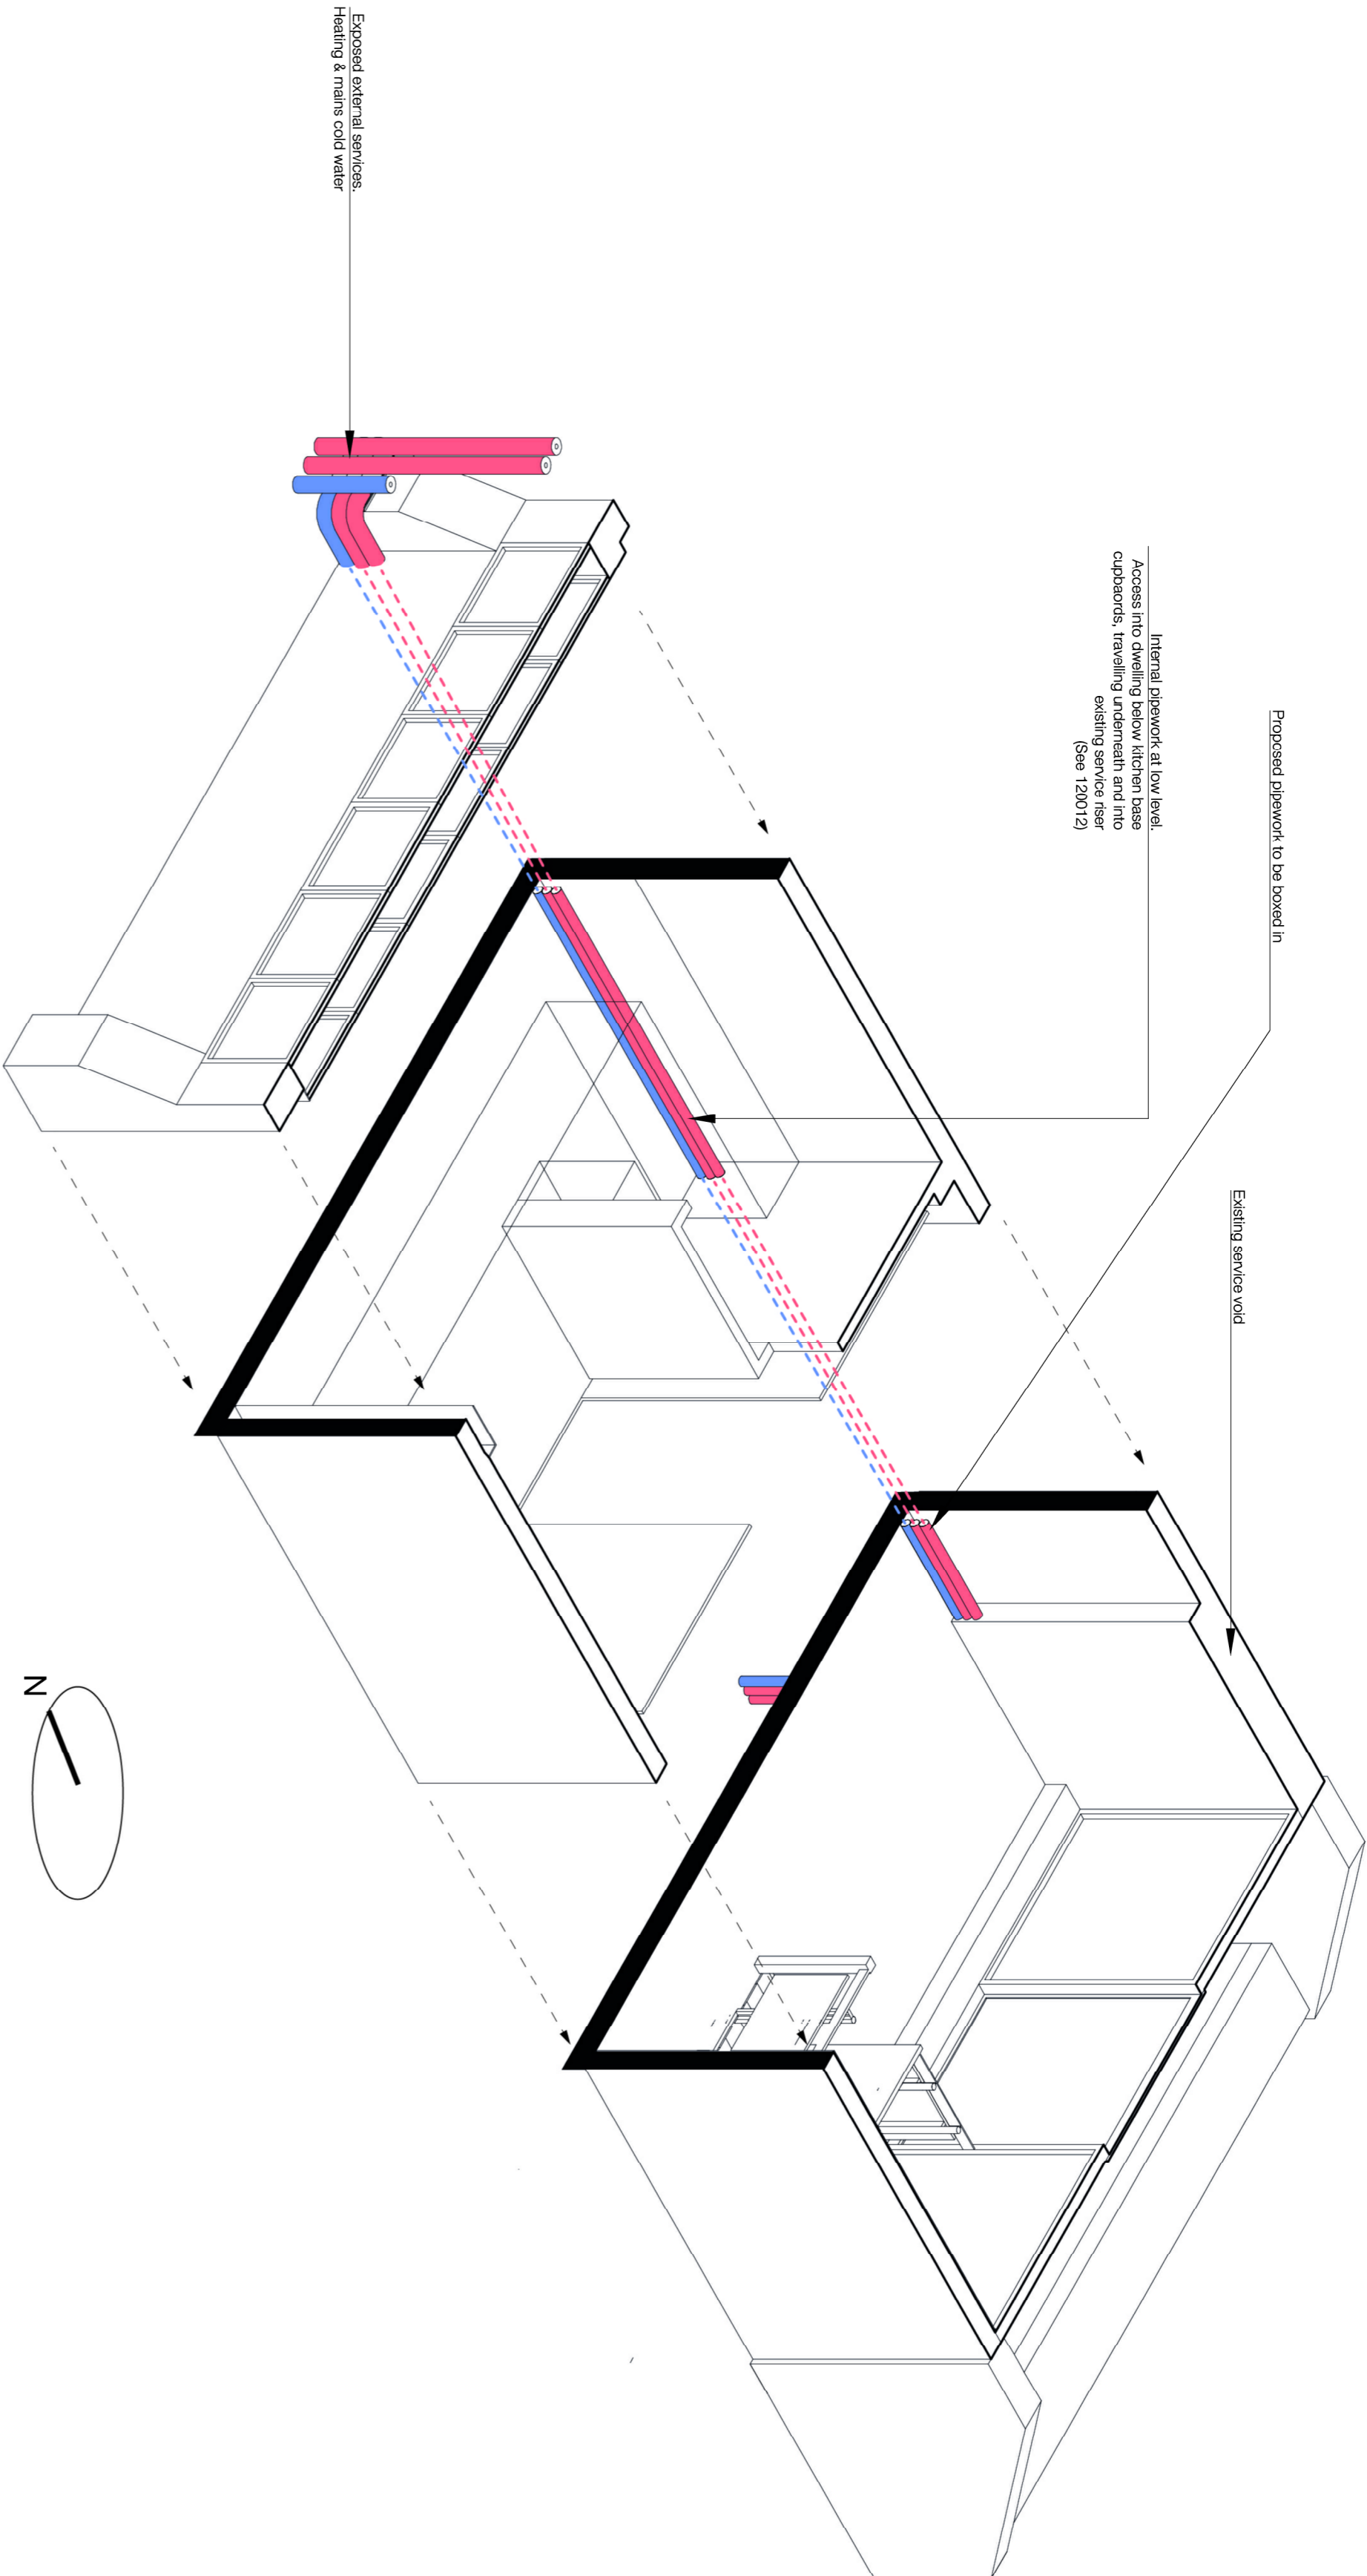 Exposed external services.
Heating & mains cold water
Internal pipework at low level.
Access into dwelling below kitchen base
cupbaords, travelling underneath and into
existing service riser
(See 120012)
Proposed pipework to be boxed in
Existing service void
N